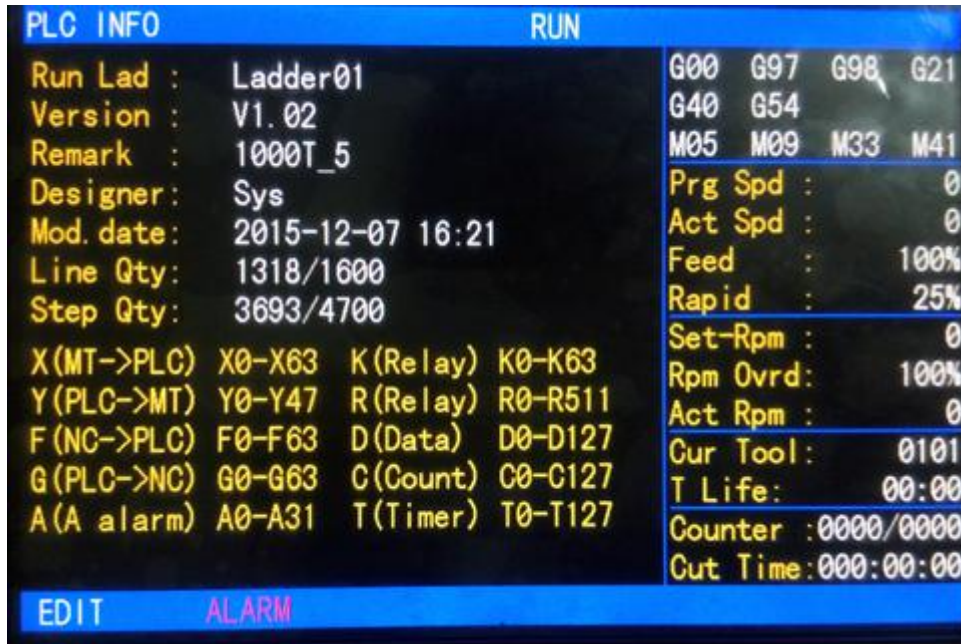 PLC INFO RUN
Run Lad : Ladder01
Version : V1.02
Remark : 1000T_5
Designer: Sys
Mod.date: 2015-12-07 16:21
Line Qty: 1318/1600
Step Qty: 3693/4700
X(MT->PLC) X0-X63 K(Relay) K0-K63
Y(PLC->MT) Y0-Y47 R(Relay) R0-R511
F(NC->PLC) F0-F63 D(Data) D0-D127
G(PLC->NC) G0-G63 C(Count) C0-C127
A(A alarm) A0-A31 T(Timer) T0-T127
G00 G97 G98 G21
G40 G54
M05 M09 M33 M41
Prg Spd : 0
Act Spd : 0
Feed : 100%
Rapid : 25%
Set-Rpm : 0
Rpm Ovrd: 100%
Act Rpm : 0
Cur Tool: 0101
T Life: 00:00
Counter :0000/0000
Cut Time:000:00:00
EDIT ALARM